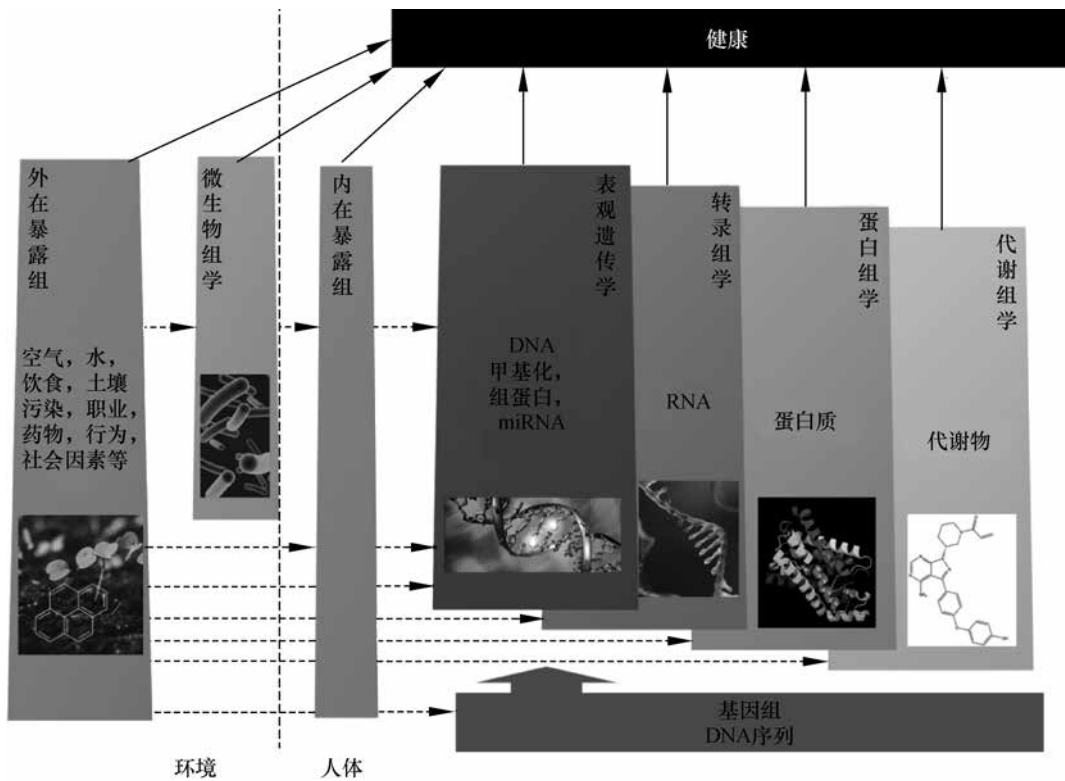 健康
外在暴露组
空气，水，
饮食，土壤
污染，职业，
药物，行为，
社会因素等
微生物组学
内在暴露组
表观遗传学
DNA
甲基化，
组蛋白，
miRNA
转录组学
RNA
蛋白组学
蛋白质
代谢组学
代谢物
基因组
DNA序列
环境
人体